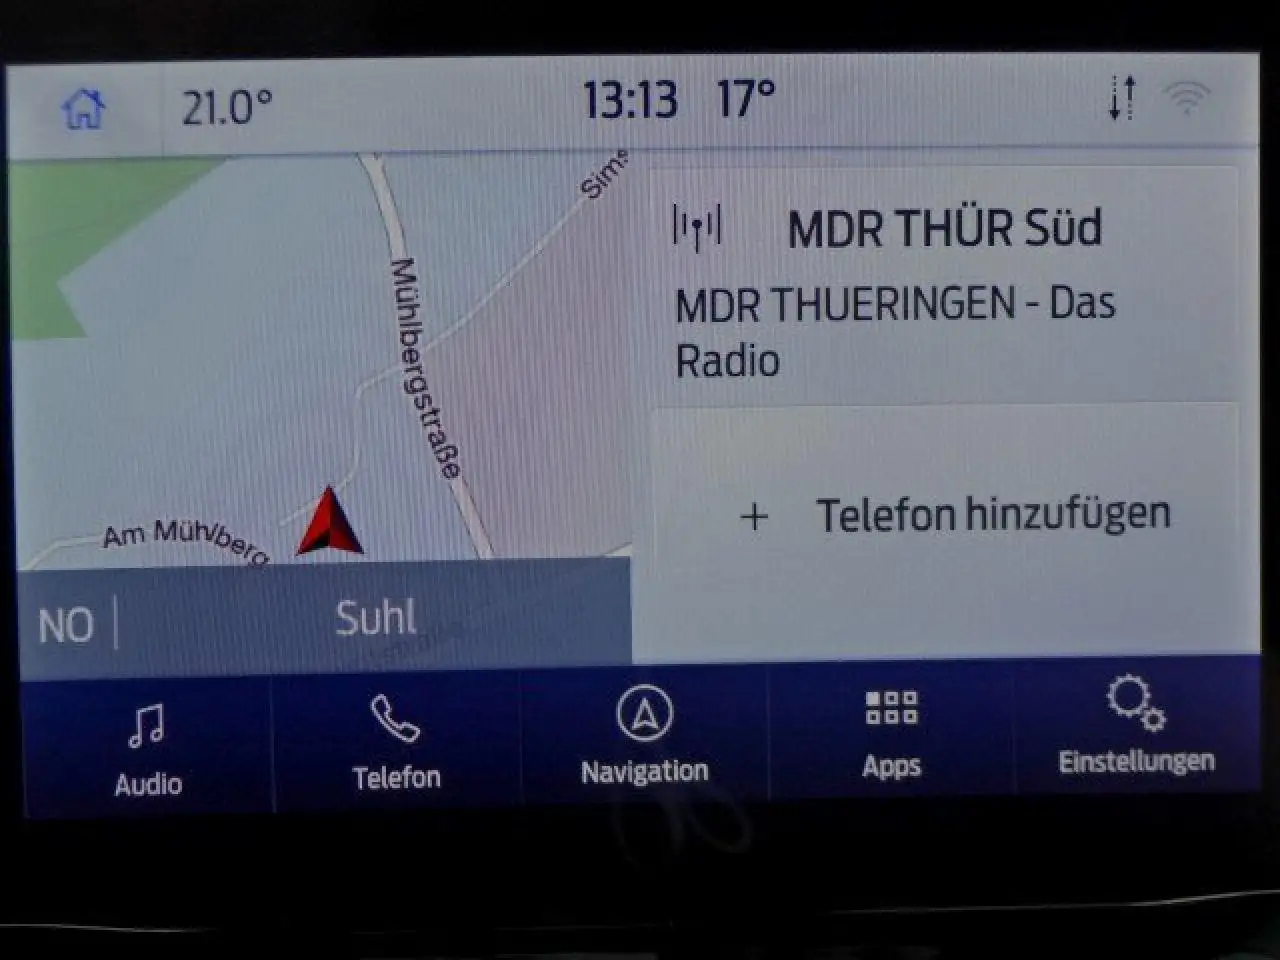 21.0°
13:13 17°
Sims
MDR THÜR Süd
MDR THUERINGEN - Das
Radio
Mühlbergstraße
+ Telefon hinzufügen
Am Mühlberg
NO | Suhl
Audio
Telefon
Navigation
Apps
Einstellungen